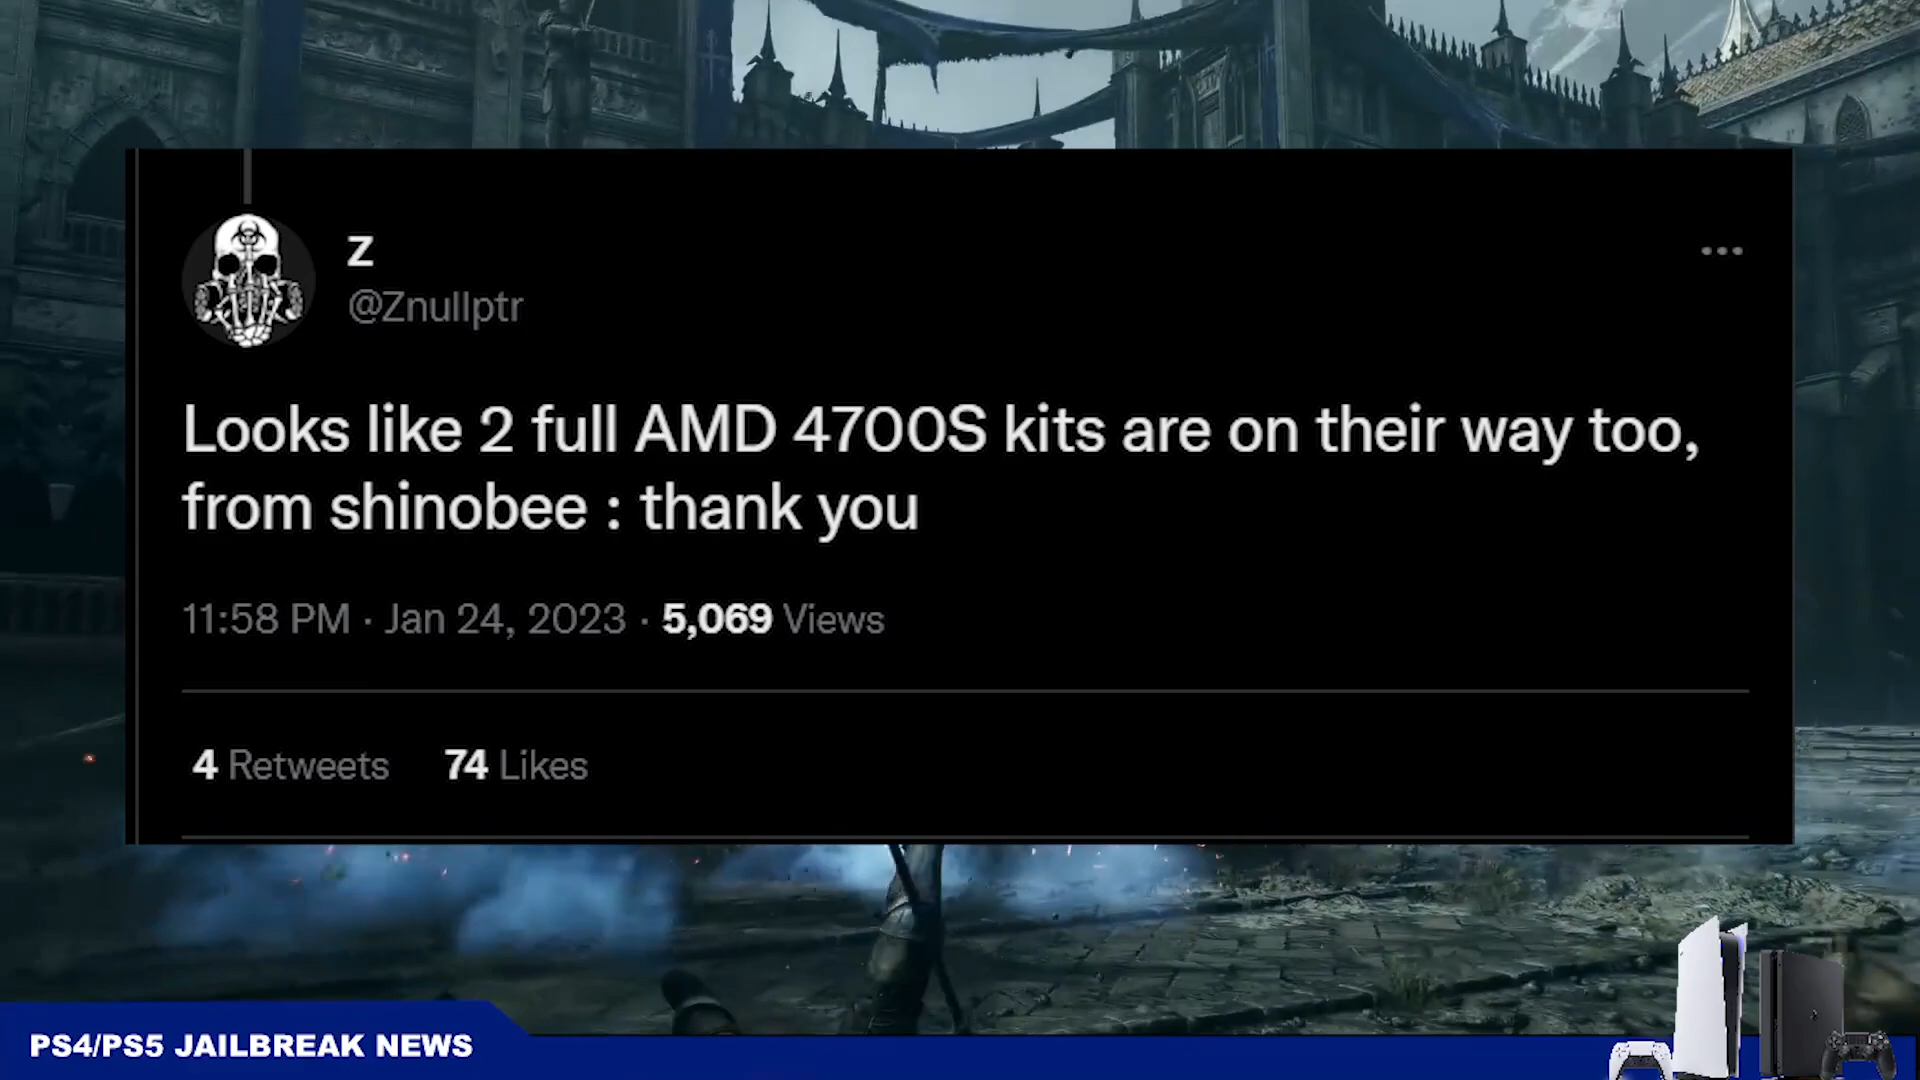 Z
@Znullptr
Looks like 2 full AMD 4700S kits are on their way too,
from shinobee : thank you
11:58 PM · Jan 24, 2023 · 5,069 Views
4 Retweets 74 Likes
PS4/PS5 JAILBREAK NEWS